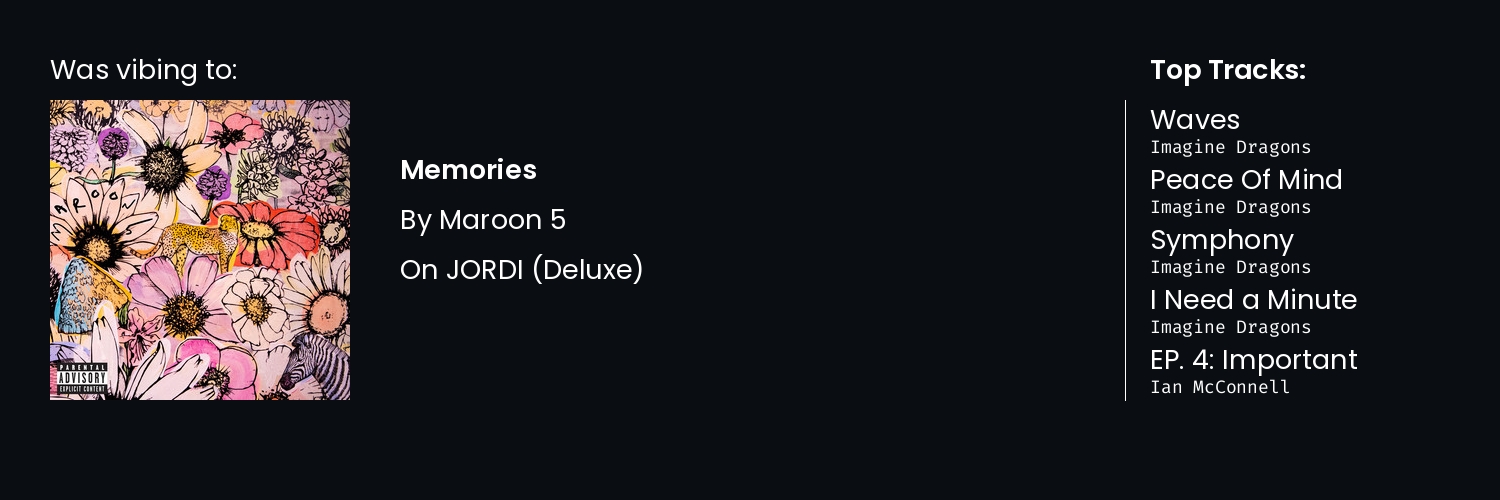 Was vibing to:
MAROON 5
PARENTAL
ADVISORY
EXPLICIT CONTENT
Memories
By Maroon 5
On JORDI (Deluxe)
Top Tracks:
Waves
Imagine Dragons
Peace Of Mind
Imagine Dragons
Symphony
Imagine Dragons
I Need a Minute
Imagine Dragons
EP. 4: Important
Ian McConnell